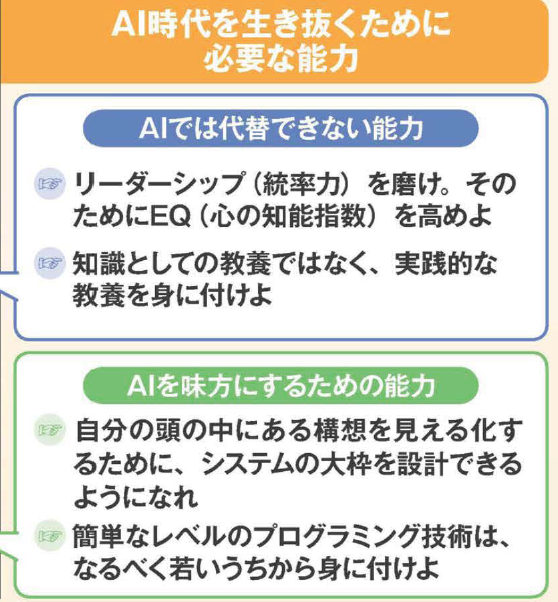 AI時代を生き抜くために
必要な能力
AIでは代替できない能力
リーダーシップ（統率力）を磨け。その
ためにEQ（心の知能指数）を高めよ
知識としての教養ではなく、実践的な
教養を身に付けよ
AIを味方にするための能力
自分の頭の中にある構想を見える化す
るために、システムの大枠を設計できる
ようになれ
簡単なレベルのプログラミング技術は、
なるべく若いうちから身に付けよ